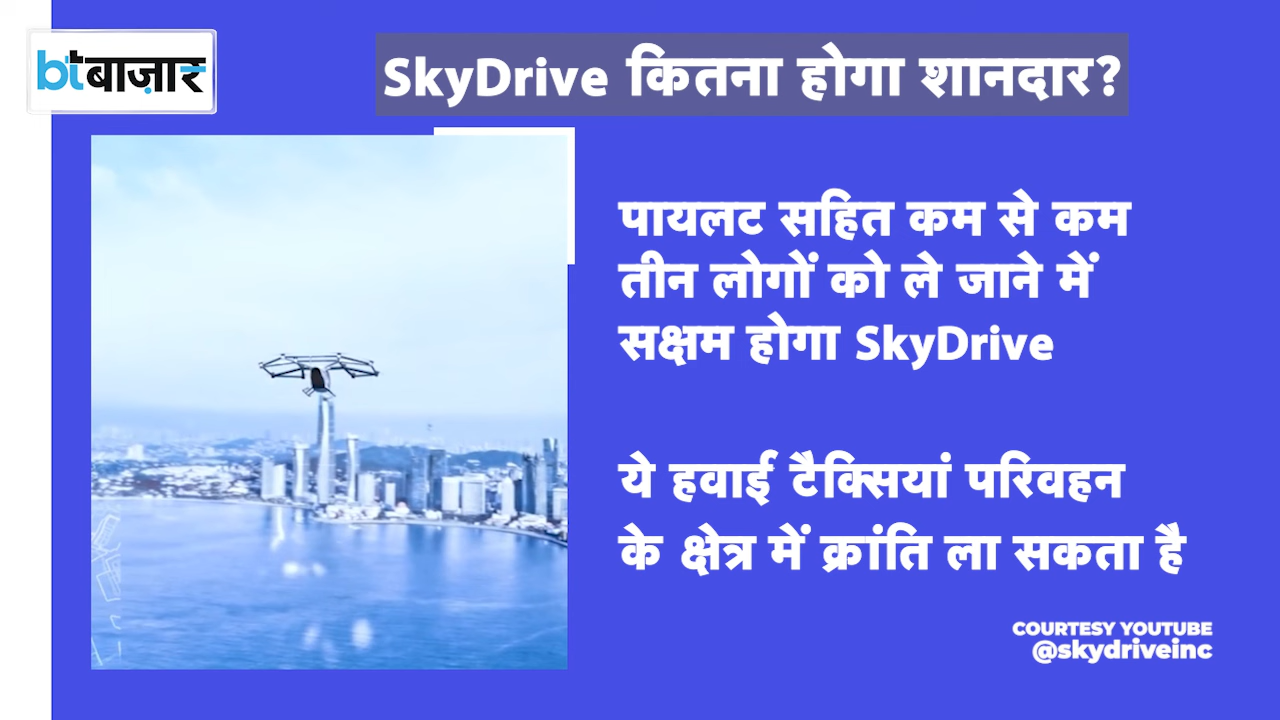 btबाज़ार
SkyDrive कितना होगा शानदार?
पायलट सहित कम से कम
तीन लोगों को ले जाने में
सक्षम होगा SkyDrive
ये हवाई टैक्सियां परिवहन
के क्षेत्र में क्रांति ला सकता है
COURTESY YOUTUBE
@skydriveinc